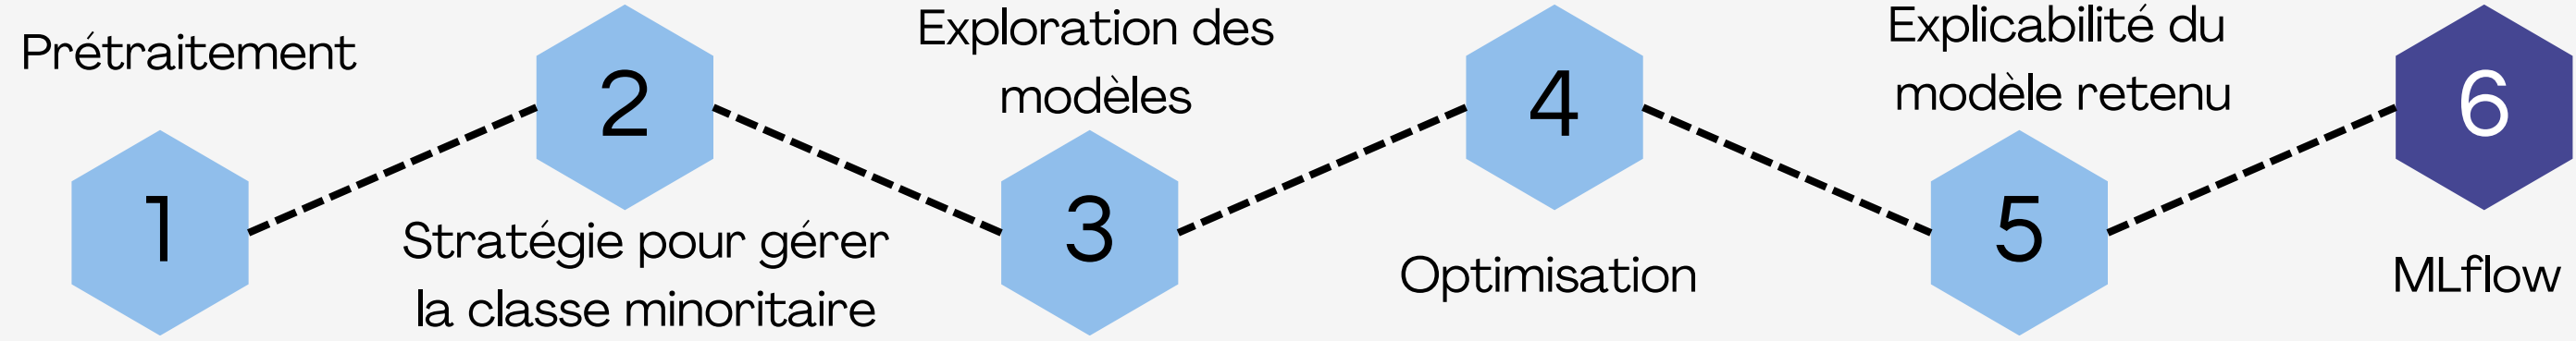 Prétraitement
1
2
Stratégie pour gérer
la classe minoritaire
Exploration des
modèles
3
4
Optimisation
Explicabilité du
modèle retenu
5
6
MLflow